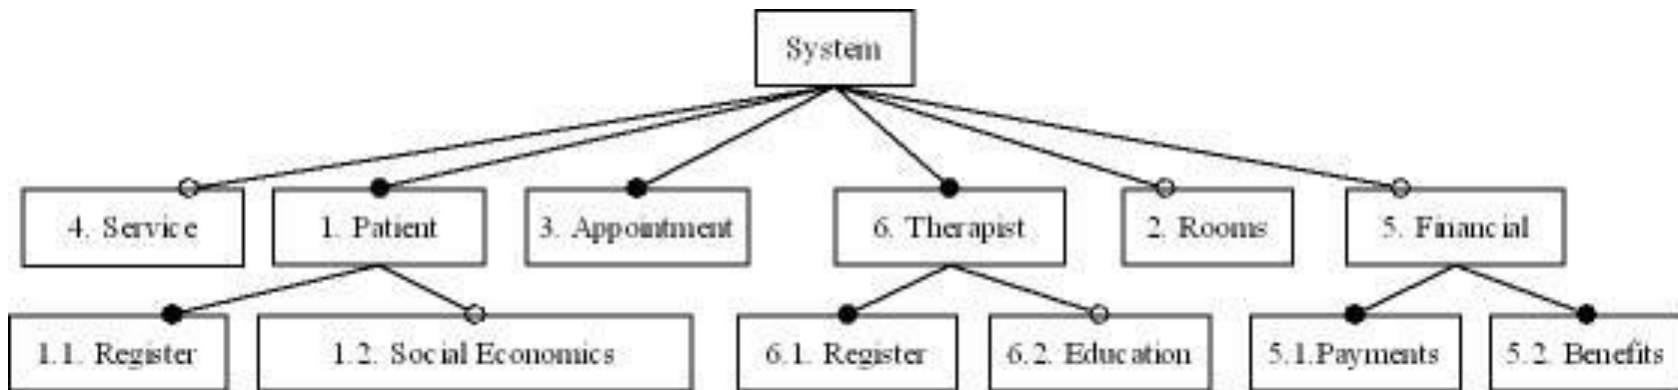 System
4. Service
1. Patient
3. Appointment
6. Therapist
2. Rooms
5. Financial
1.1. Register
1.2. Social Economics
6.1. Register
6.2. Education
5.1.Payments
5.2. Benefits